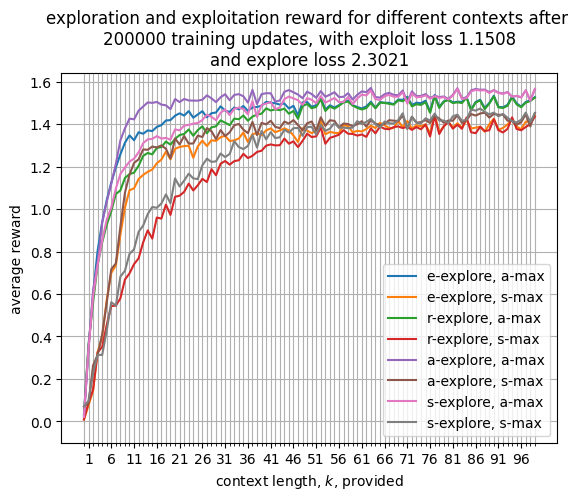 exploration and exploitation reward for different contexts after
200000 training updates, with exploit loss 1.1508
and explore loss 2.3021
average reward
1.6
1.4
1.2
1.0
0.8
0.6
0.4
0.2
0.0
e-explore, a-max
e-explore, s-max
r-explore, a-max
r-explore, s-max
a-explore, a-max
a-explore, s-max
s-explore, a-max
s-explore, s-max
1 6 11 16 21 26 31 36 41 46 51 56 61 66 71 76 81 86 91 96
context length, k, provided